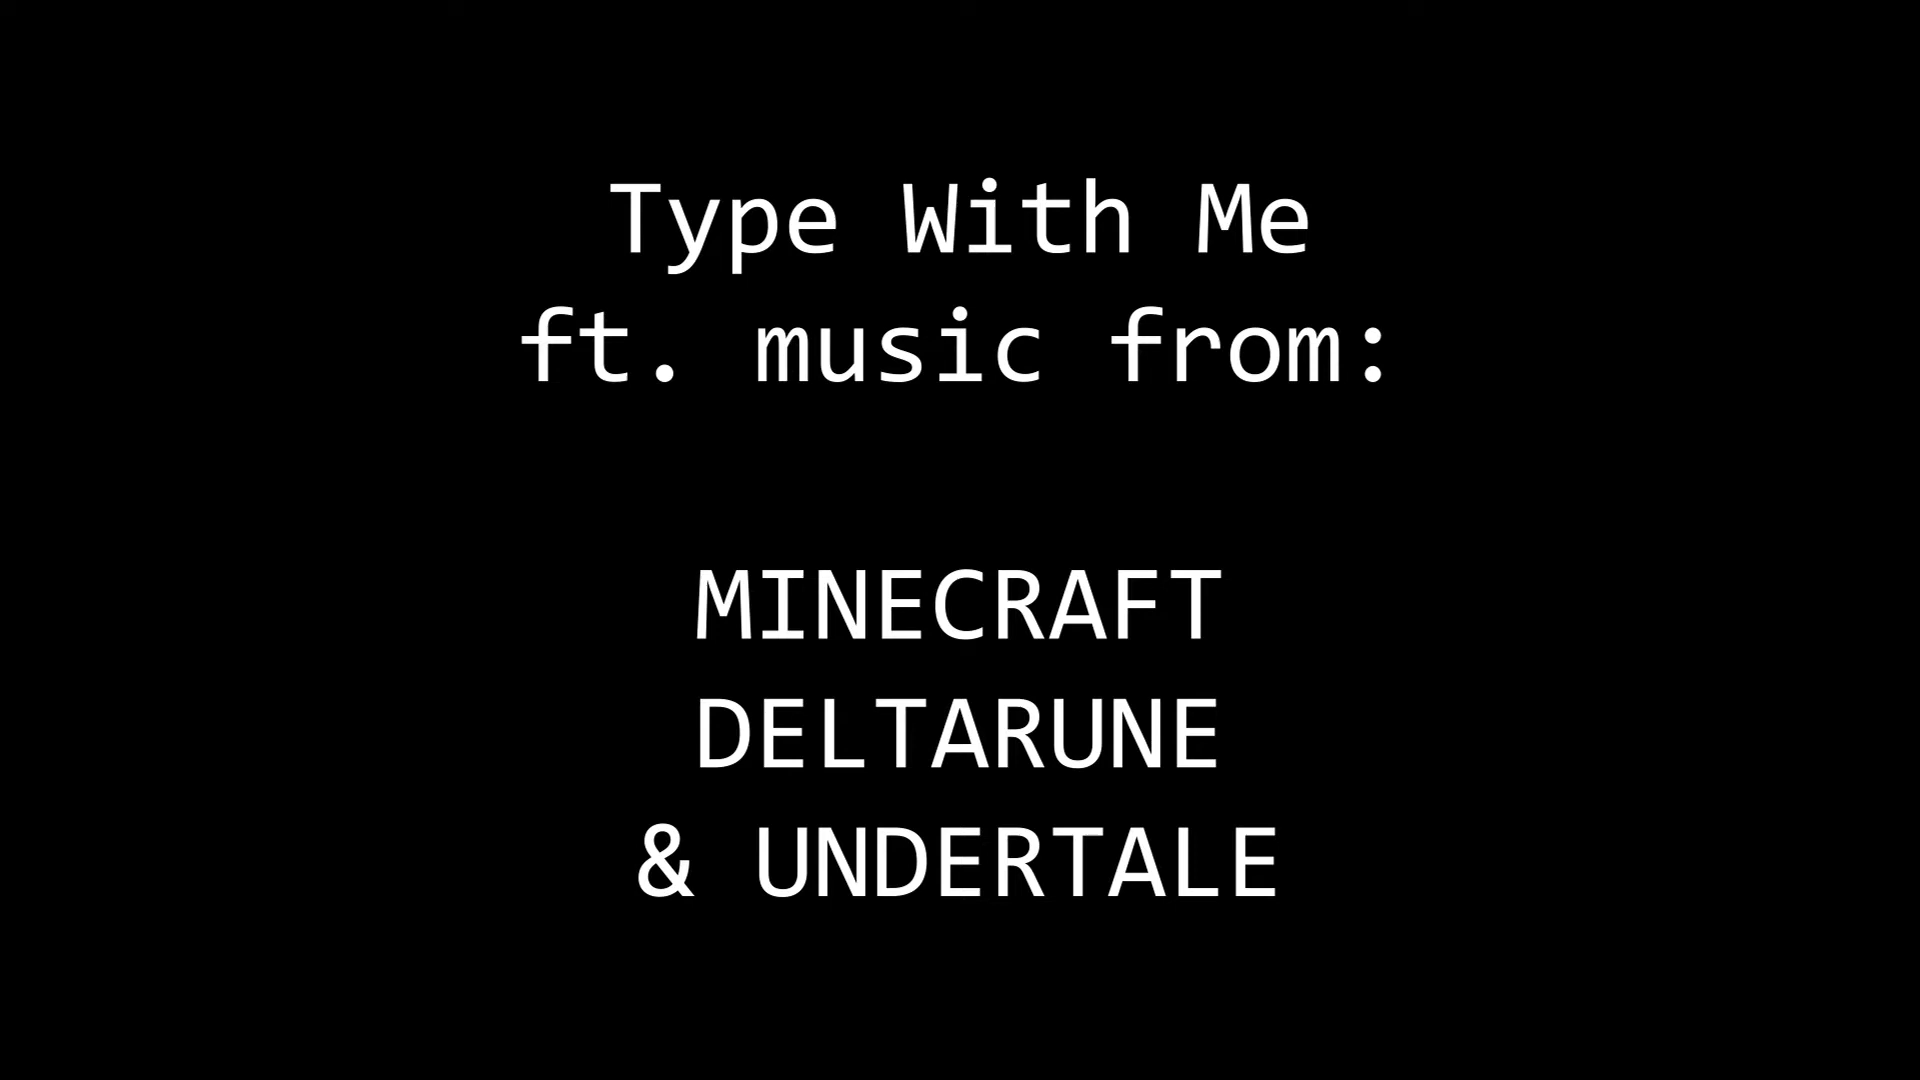 Type With Me
ft. music from:
MINECRAFT
DELTARUNE
& UNDERTALE